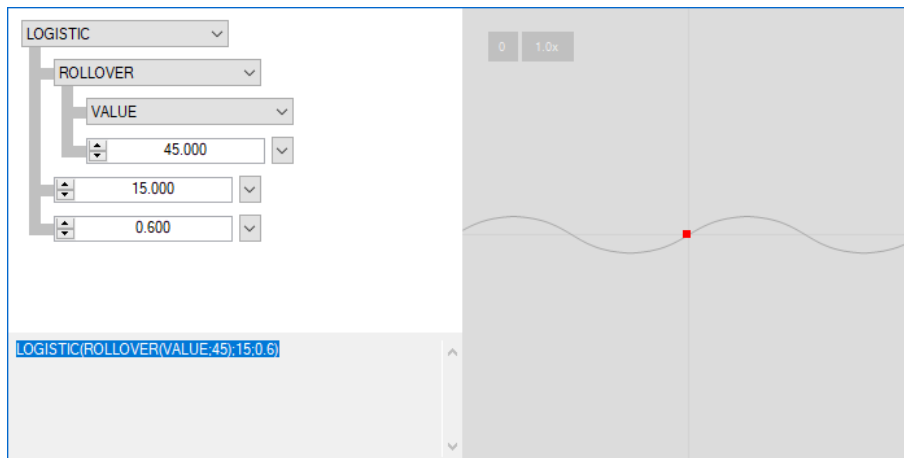 LOGISTIC
0
1.0x
ROLLOVER
VALUE
45.000
15.000
0.600
LOGISTIC(ROLLOVER(VALUE;45);15;0.6)